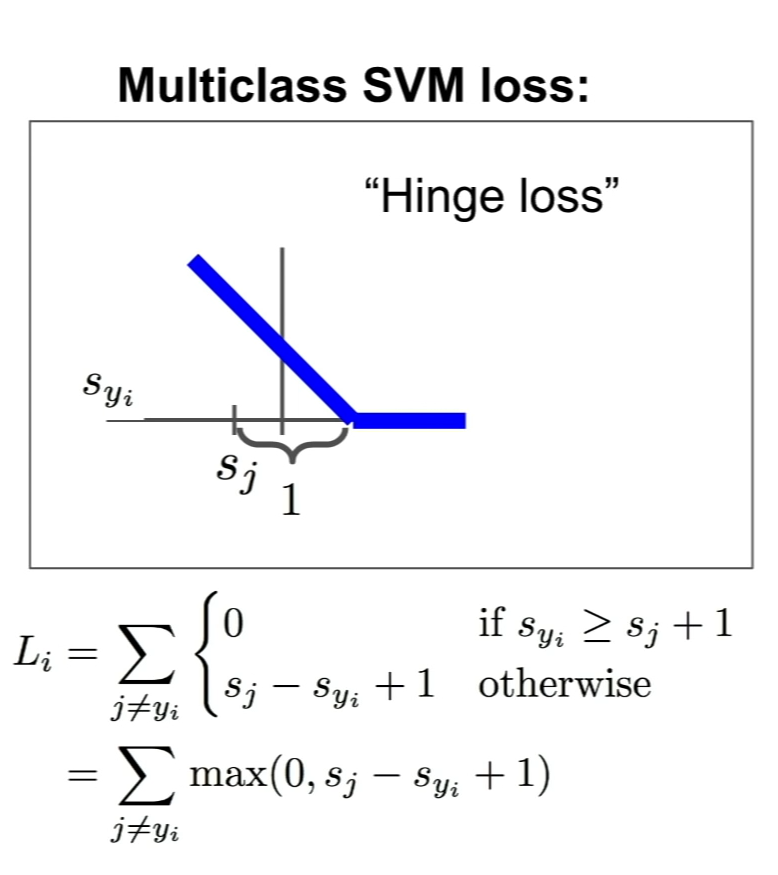 Multiclass SVM loss:
“Hinge loss”
$s_{y_i}$
$s_j$
1
$L_i = \sum_{j \neq y_i} \begin{cases} 0 & \text{if } s_{y_i} \geq s_j + 1 \\ s_j - s_{y_i} + 1 & \text{otherwise} \end{cases}$
$= \sum_{j \neq y_i} \max(0, s_j - s_{y_i} + 1)$